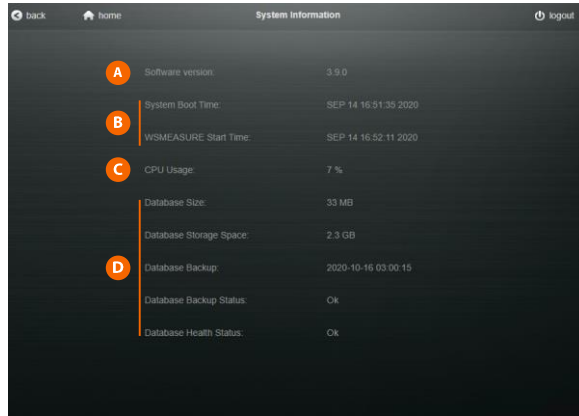 back home System Information logout
A Software version: 3.9.0
System Boot Time: SEP 14 16:51:35 2020
B
WSMEASURE Start Time: SEP 14 16:52:11 2020
C CPU Usage: 7 %
Database Size: 33 MB
Database Storage Space: 2.3 GB
D Database Backup: 2020-10-16 03:00:15
Database Backup Status: Ok
Database Health Status: Ok